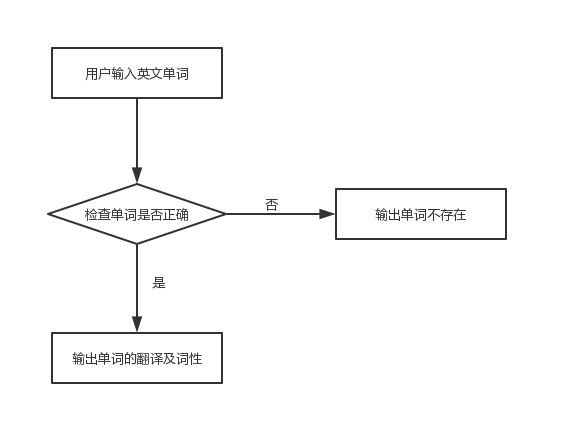 用户输入英文单词
检查单词是否正确
否
输出单词不存在
是
输出单词的翻译及词性